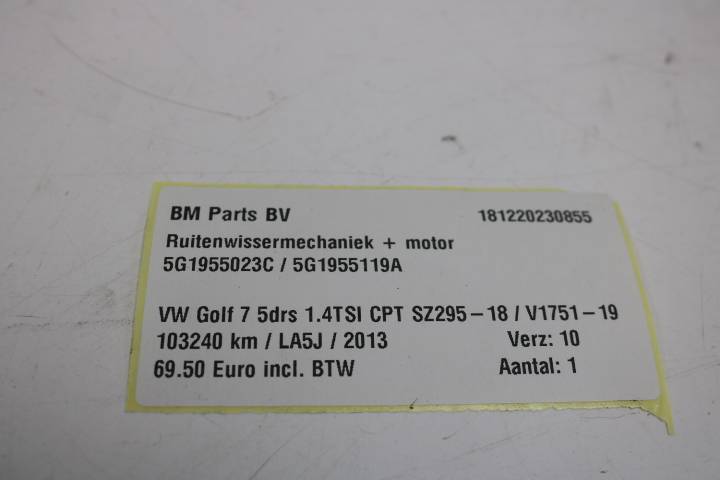 BM Parts BV 181220230855
Ruitenwissermechaniek + motor
5G1955023C / 5G1955119A
VW Golf 7 5drs 1.4TSI CPT SZ295-18 / V1751-19
103240 km / LA5J / 2013 Verz: 10
69.50 Euro incl. BTW Aantal: 1